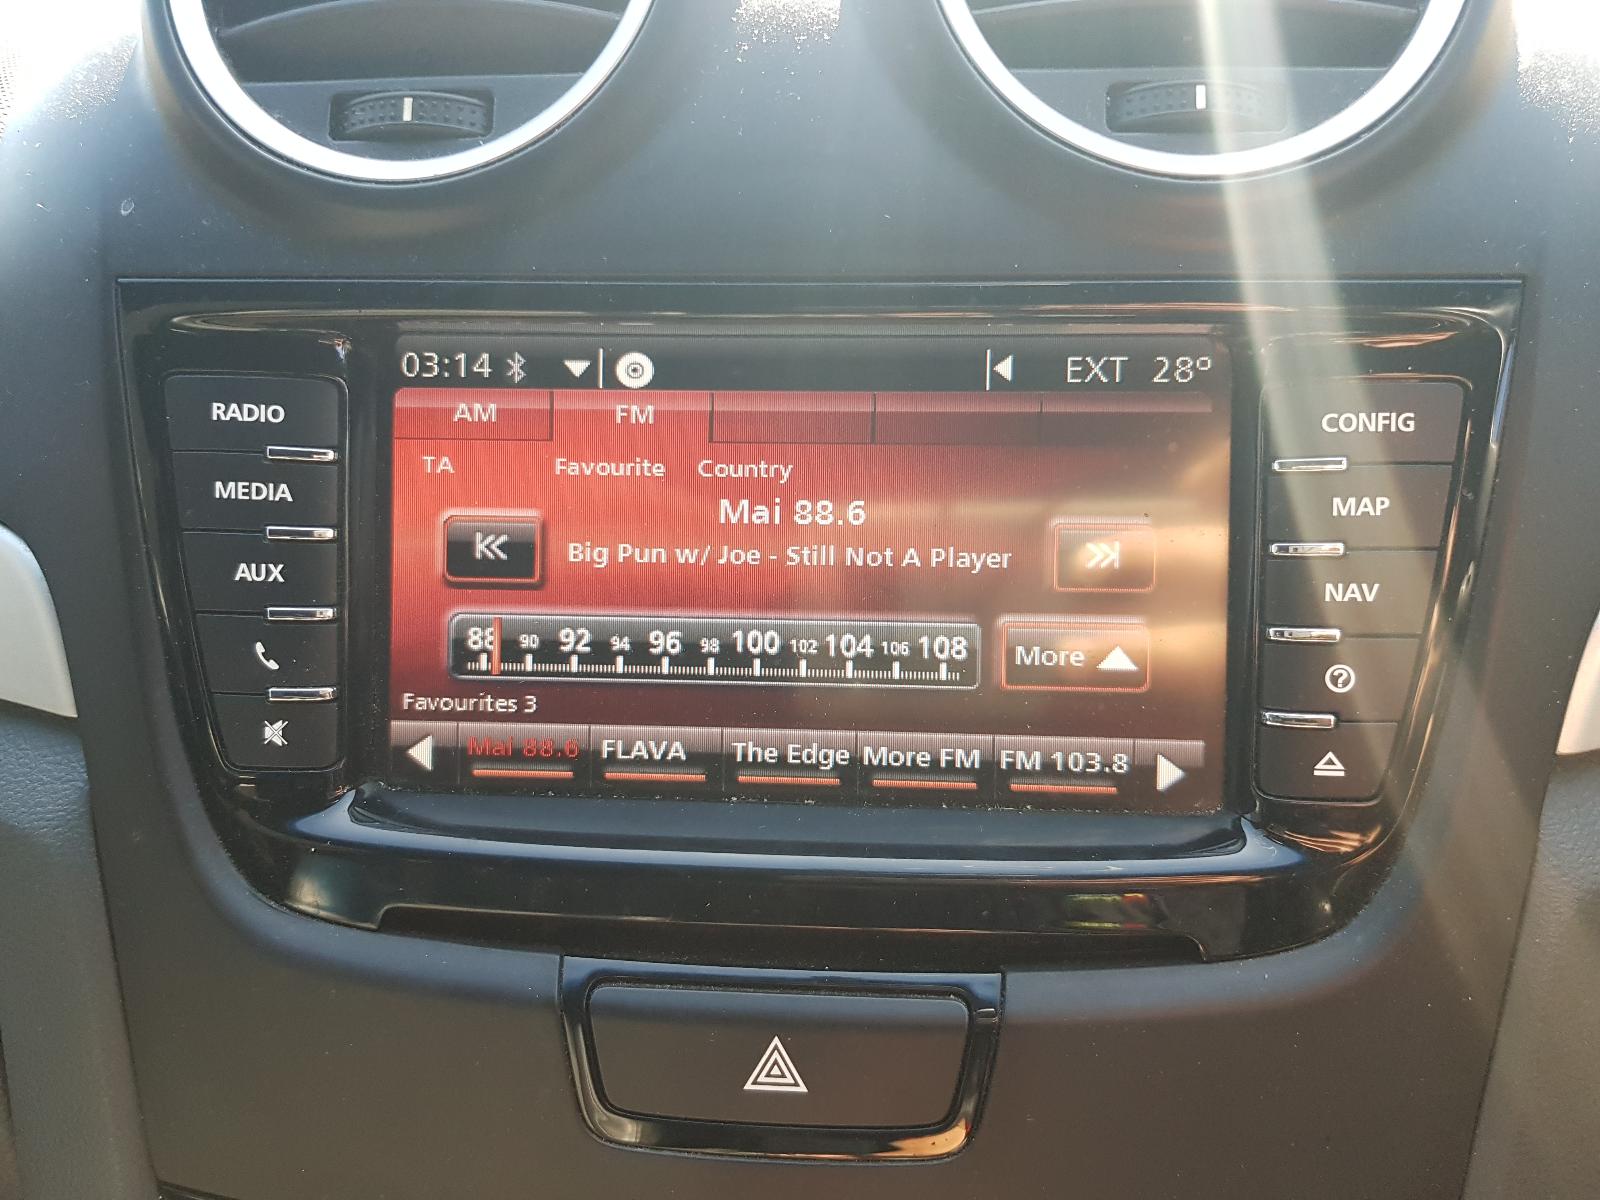 03:14 EXT 28°
AM FM
TA Favourite Country
Mai 88.6
Big Pun w/ Joe - Still Not A Player
88 90 92 94 96 98 100 102 104 106 108
More
Favourites 3
Mai 88.6 FLAVA The Edge More FM FM 103.8
RADIO
MEDIA
AUX
CONFIG
MAP
NAV
?